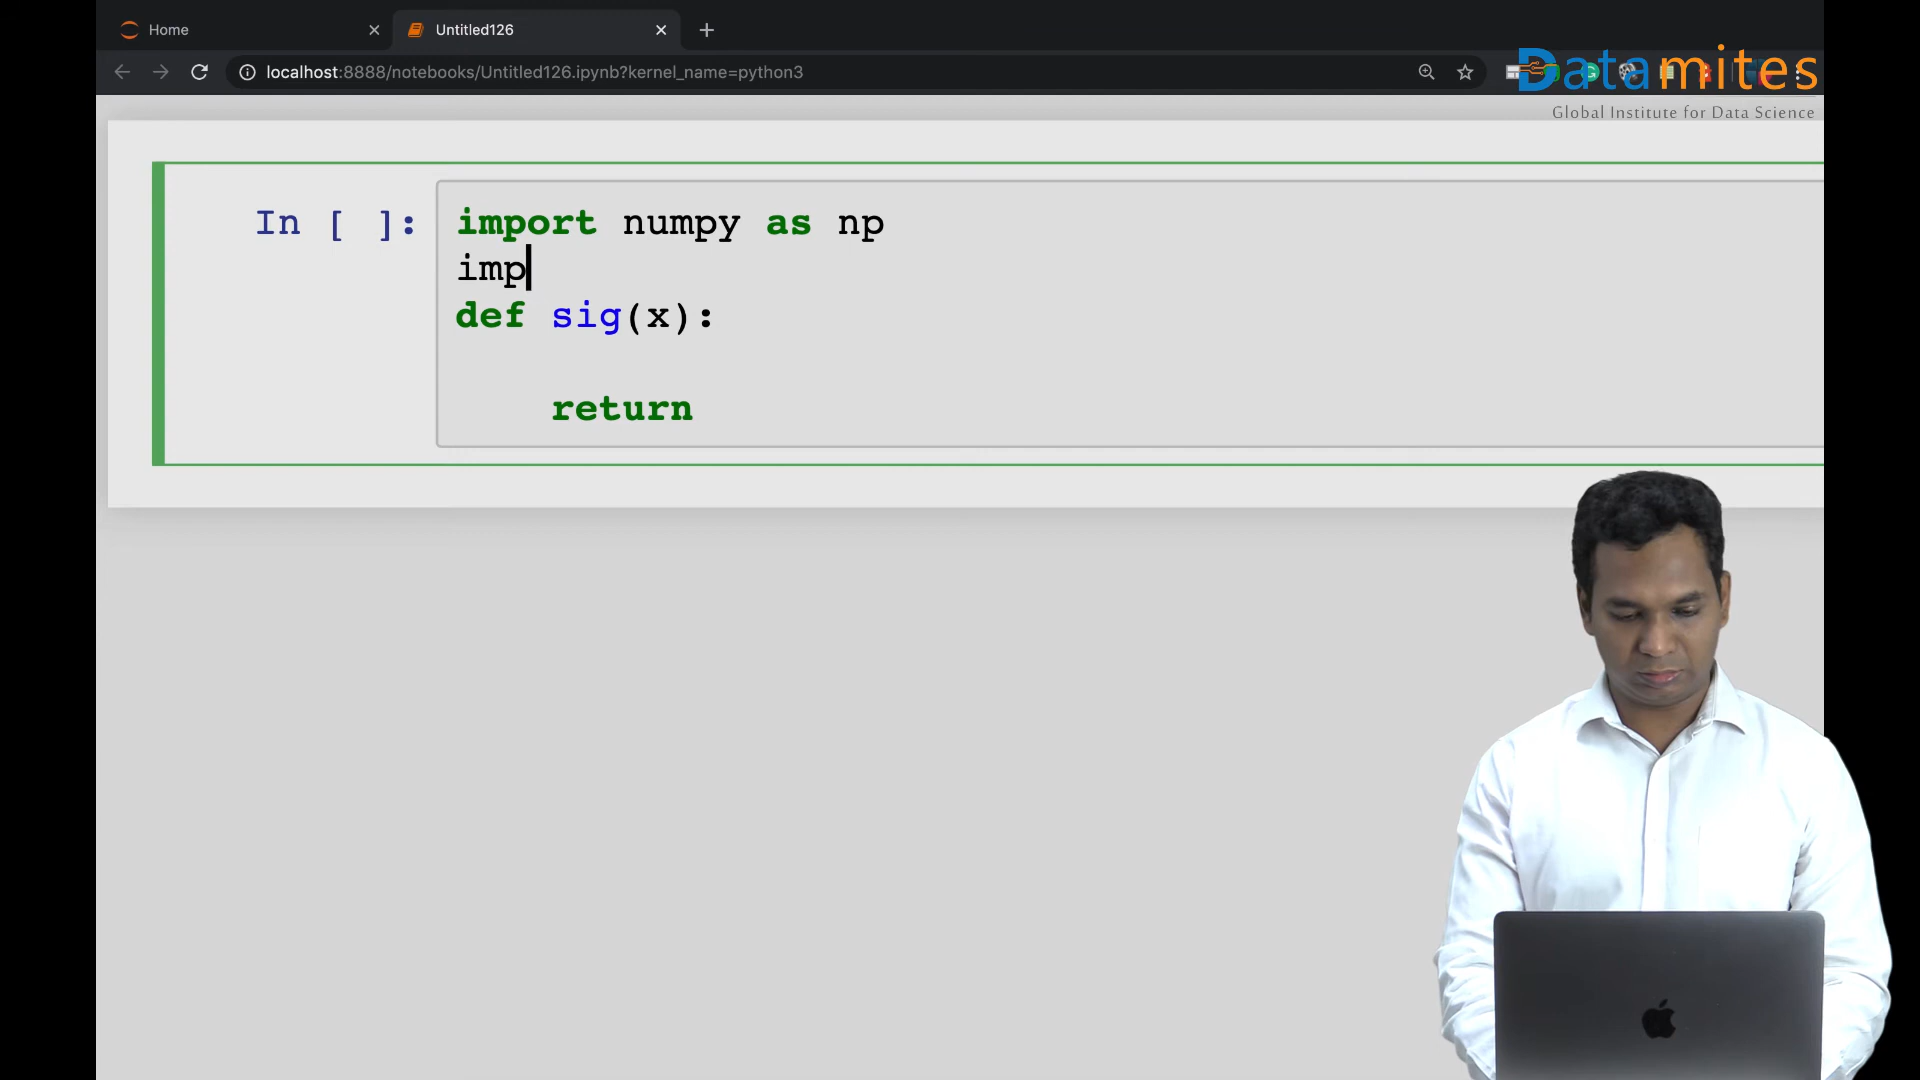 Home
Untitled126
localhost:8888/notebooks/Untitled126.ipynb?kernel_name=python3
Datamites
Global Institute for Data Science
In [ ]:
import numpy as np
imp
def sig(x):
return